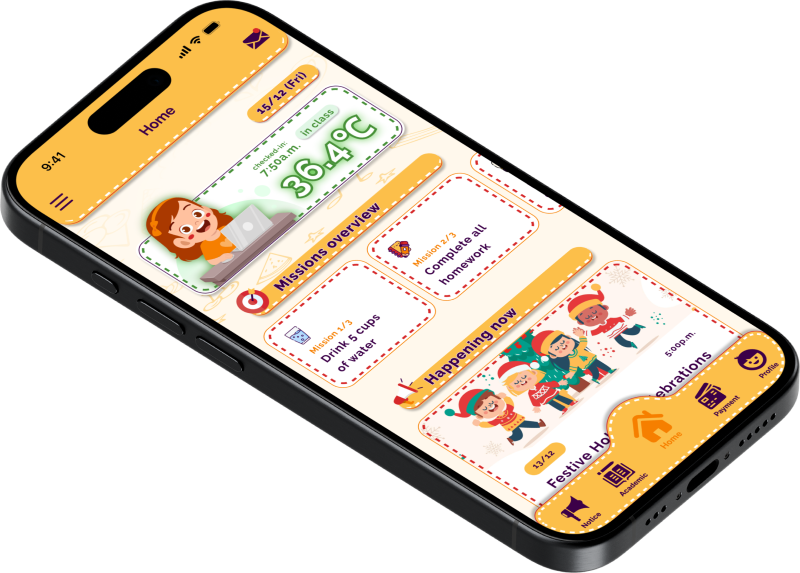 9:41
Home
15/12 (Fri)
checked-in:
7:50a.m.
in class
36.4°C
Missions overview
Mission 1/3
Drink 5 cups
of water
Mission 2/3
Complete all
homework
Happening now
13/12
5:00p.m.
Festive Ho
ebrations
Notice
Academic
Home
Payment
Profile